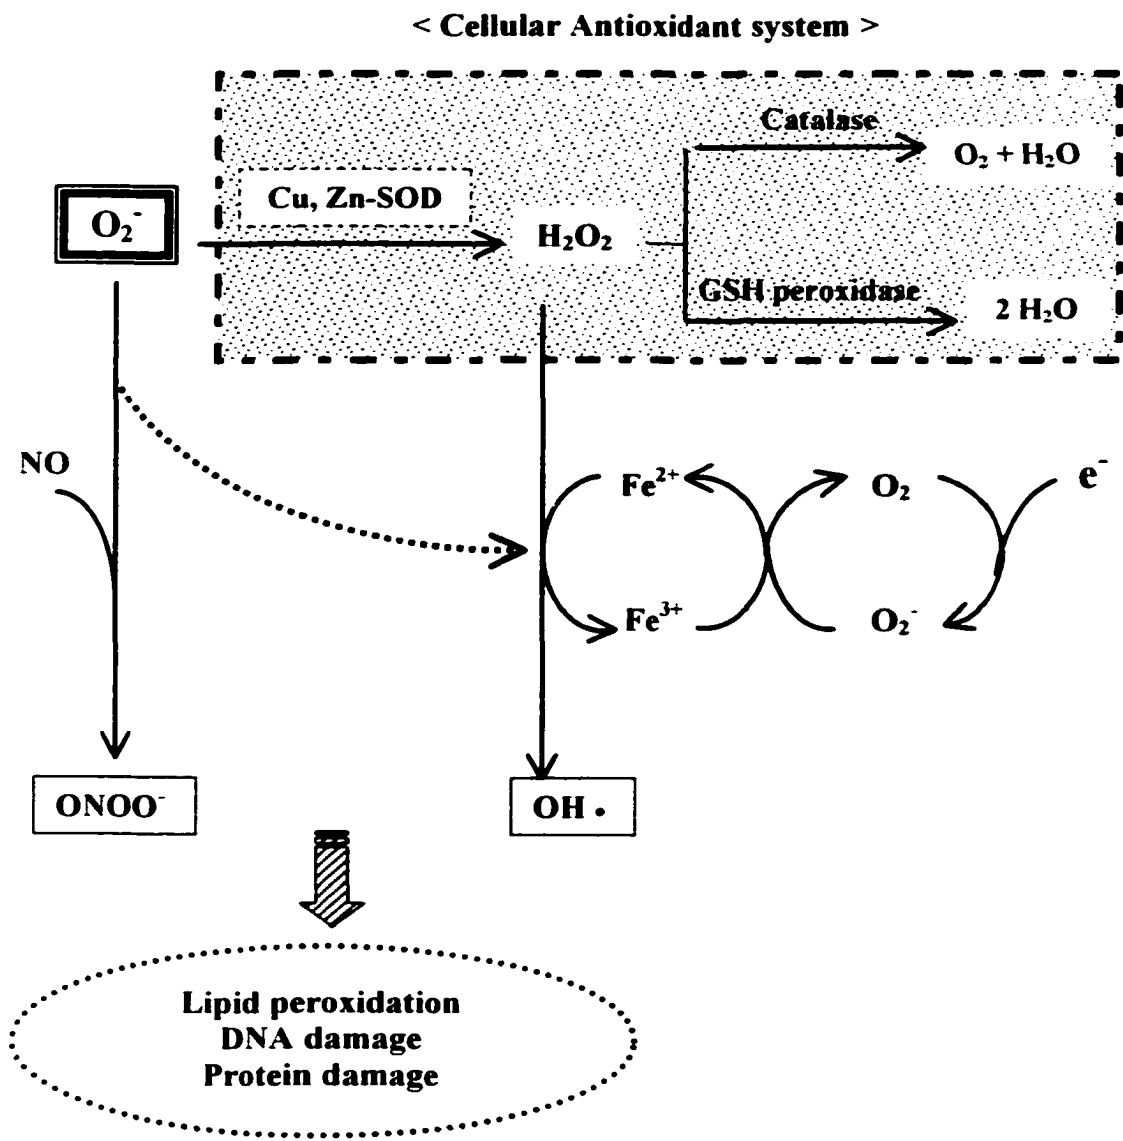 < Cellular Antioxidant system >
Catalase
O₂ + H₂O
Cu, Zn-SOD
O₂⁻
H₂O₂
GSH peroxidase
2 H₂O
NO
Fe²⁺
O₂
e⁻
Fe³⁺
O₂⁻
ONOO⁻
OH •
Lipid peroxidation
DNA damage
Protein damage